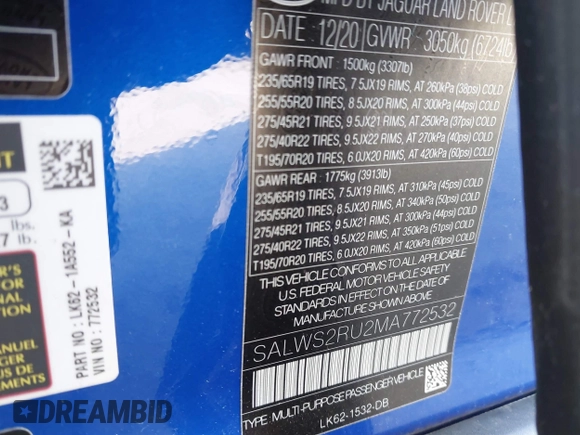 MFD BY JAGUAR LAND ROVER L
DATE 12/20 GVWR 3050kg (6724lb
GAWR FRONT 1500kg (3307lb)
235/65R19 TIRES, 7.5JX19 RIMS, AT 260kPa (38psi) COLD
255/55R20 TIRES, 8.5JX20 RIMS, AT 300kPa (44psi) COLD
275/45R21 TIRES, 9.5JX21 RIMS, AT 250kPa (37psi) COLD
275/40R22 TIRES, 9.5JX22 RIMS, AT 270kPa (40psi) COLD
T195/70R20 TIRES, 6.0JX20 RIMS, AT 420kPa (60psi) COLD
GAWR REAR 1775kg (3913lb)
235/65R19 TIRES, 7.5JX19 RIMS, AT 310kPa (45psi) COLD
255/55R20 TIRES, 8.5JX20 RIMS, AT 340kPa (50psi) COLD
275/45R21 TIRES, 9.5JX21 RIMS, AT 300kPa (44psi) COLD
275/40R22 TIRES, 9.5JX22 RIMS, AT 350kPa (51psi) COLD
T195/70R20 TIRES, 6.0JX20 RIMS, AT 420kPa (60psi) COLD
THIS VEHICLE CONFORMS TO ALL APPLICABLE
U.S. FEDERAL MOTOR VEHICLE SAFETY
STANDARDS IN EFFECT ON THE DATE OF
MANUFACTURE SHOWN ABOVE
SALWS2RU2MA772532
TYPE : MULTI-PURPOSE PASSENGER VEHICLE
LK62-1532-DB
PART NO : LK62-1A552-KA
VIN NO : 772532
3
lbs.
7 lb.
DREAMBID